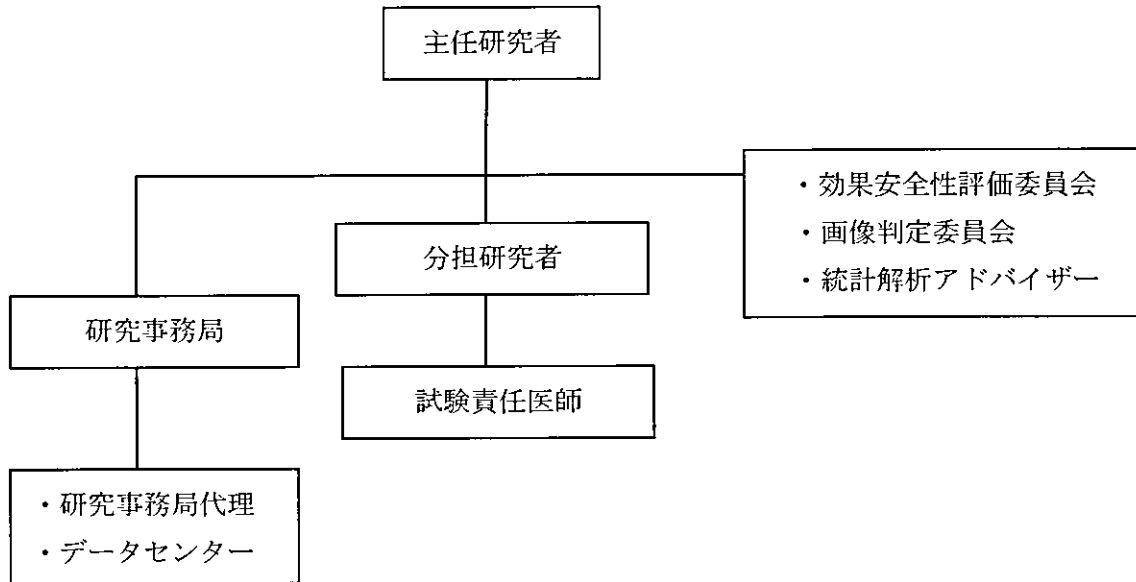 主任研究者
・効果安全性評価委員会
・画像判定委員会
・統計解析アドバイザー
分担研究者
研究事務局
試験責任医師
・研究事務局代理
・データセンター